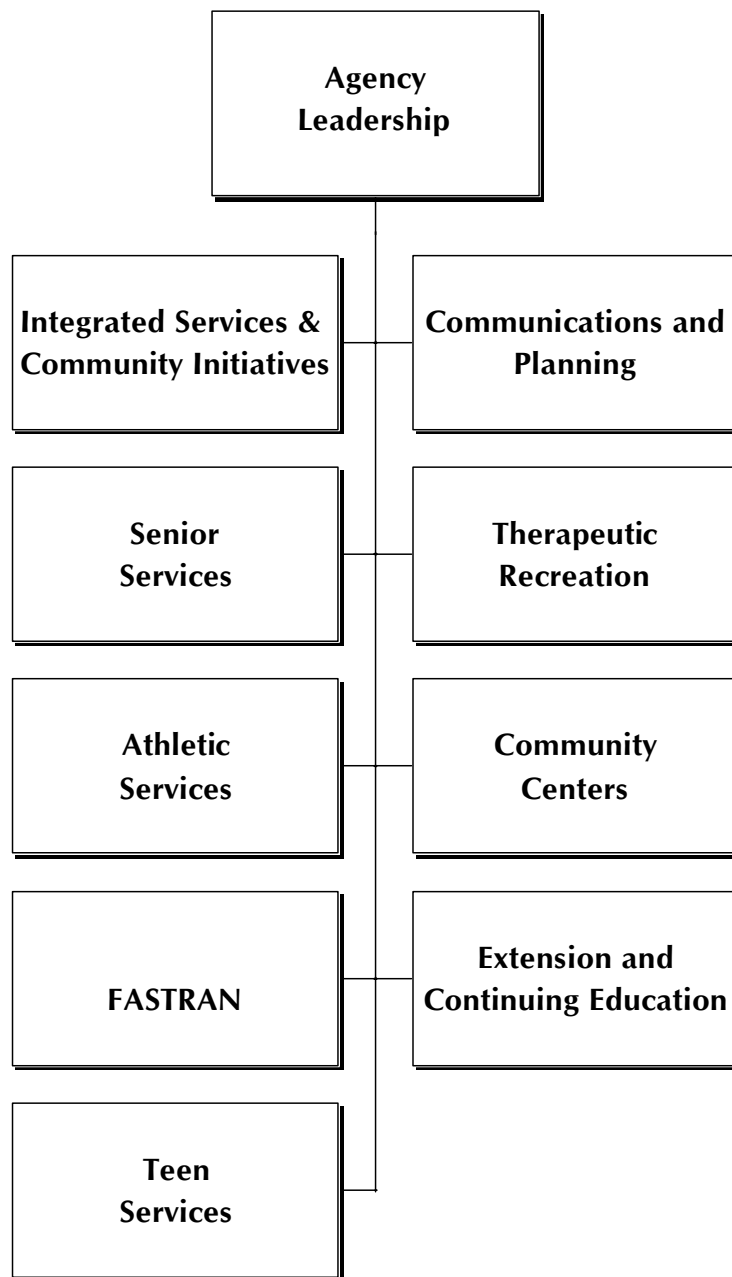 Agency
Leadership
Integrated Services &
Community Initiatives
Communications and
Planning
Senior
Services
Therapeutic
Recreation
Athletic
Services
Community
Centers
FASTRAN
Extension and
Continuing Education
Teen
Services